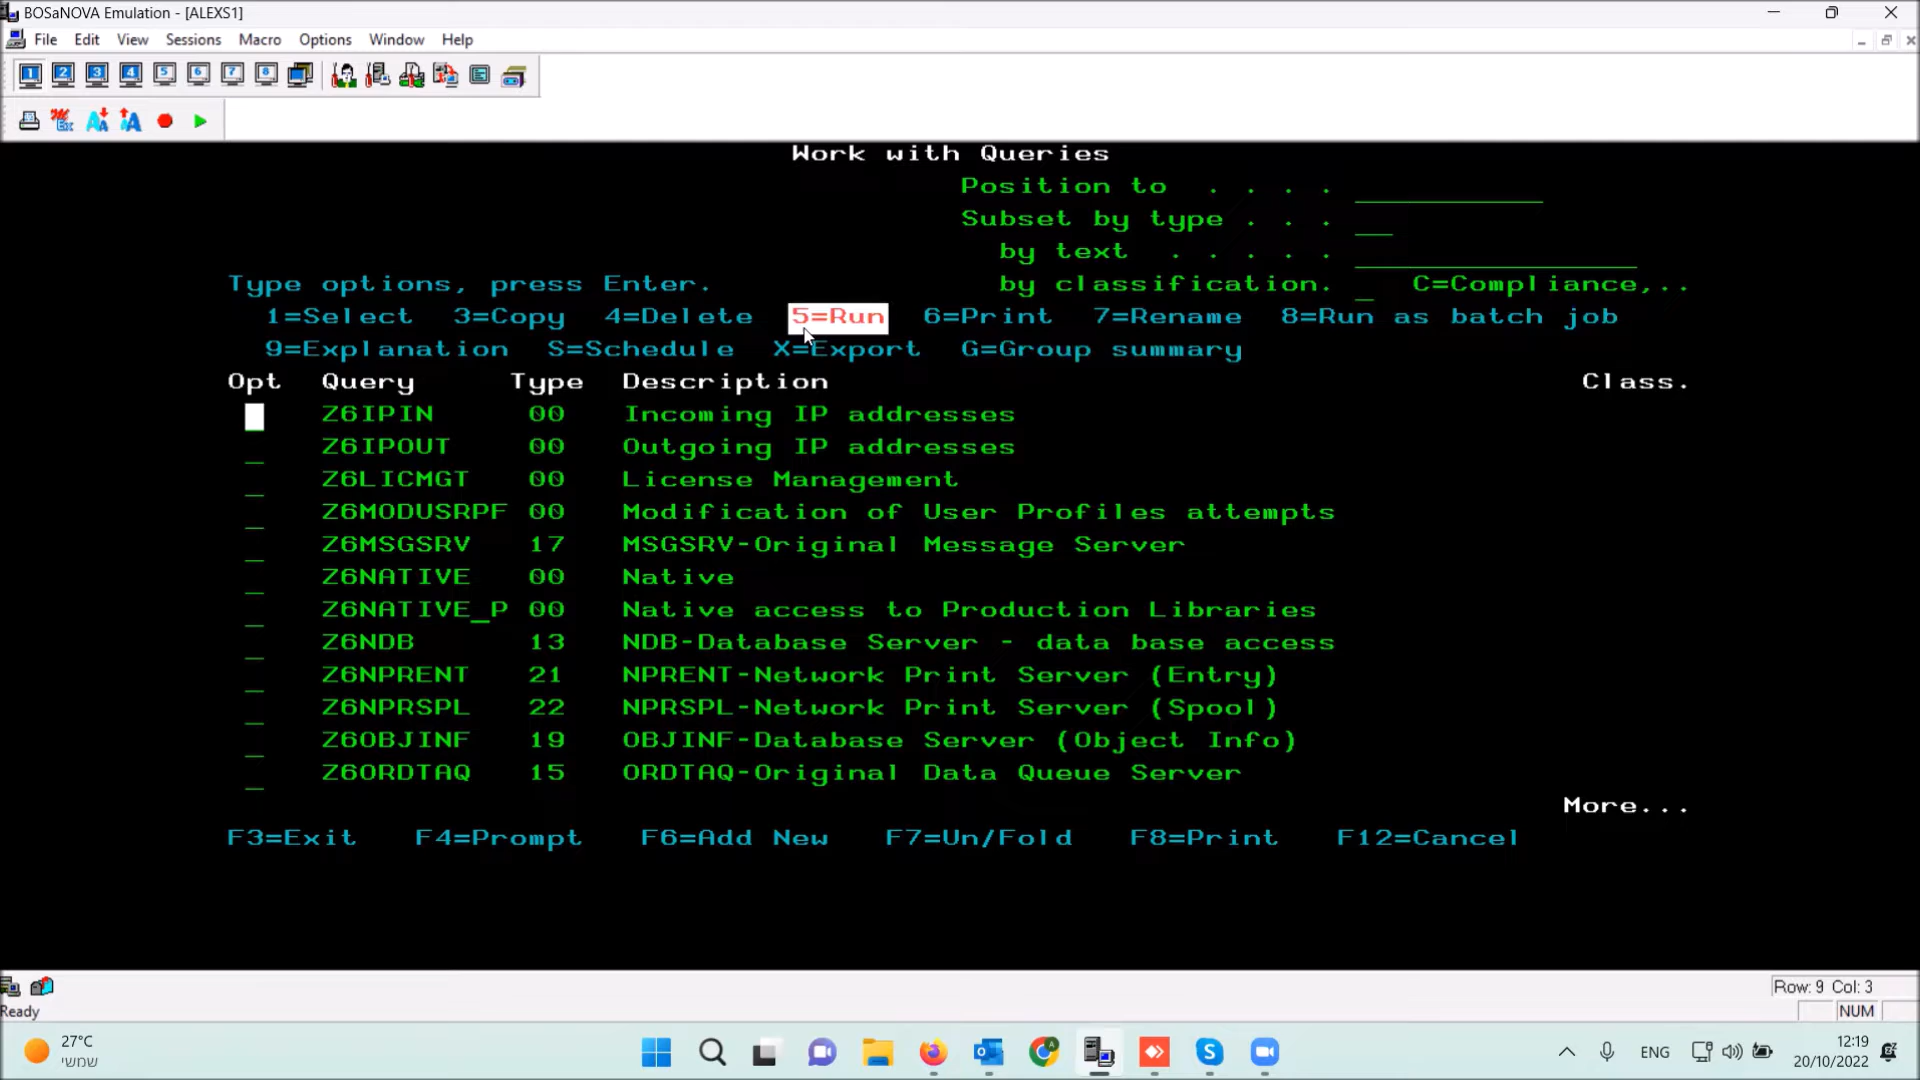 BOSaNOVA Emulation - [ALEXS1]
File Edit View Sessions Macro Options Window Help
1 2 3 4 5 6 7 8
Work with Queries
Position to . . . .
Subset by type . . .
by text . . . . .
Type options, press Enter. by classification. _ C=Compliance,..
1=Select 3=Copy 4=Delete 5=Run 6=Print 7=Rename 8=Run as batch job
9=Explanation S=Schedule X=Export G=Group summary
Opt Query Type Description Class.
Z6IPIN 00 Incoming IP addresses
_ Z6IPOUT 00 Outgoing IP addresses
_ Z6LICMGT 00 License Management
_ Z6MODUSRPF 00 Modification of User Profiles attempts
_ Z6MSGSRV 17 MSGSRV-Original Message Server
_ Z6NATIVE 00 Native
_ Z6NATIVE_P 00 Native access to Production Libraries
_ Z6NDB 13 NDB-Database Server - data base access
_ Z6NPRENT 21 NPRENT-Network Print Server (Entry)
_ Z6NPRSPL 22 NPRSPL-Network Print Server (Spool)
_ Z6OBJINF 19 OBJINF-Database Server (Object Info)
_ Z6ORDTAQ 15 ORDTAQ-Original Data Queue Server
More...
F3=Exit F4=Prompt F6=Add New F7=Un/Fold F8=Print F12=Cancel
Row: 9 Col: 3
Ready
NUM
27°C
שמשי
ENG
12:19
20/10/2022